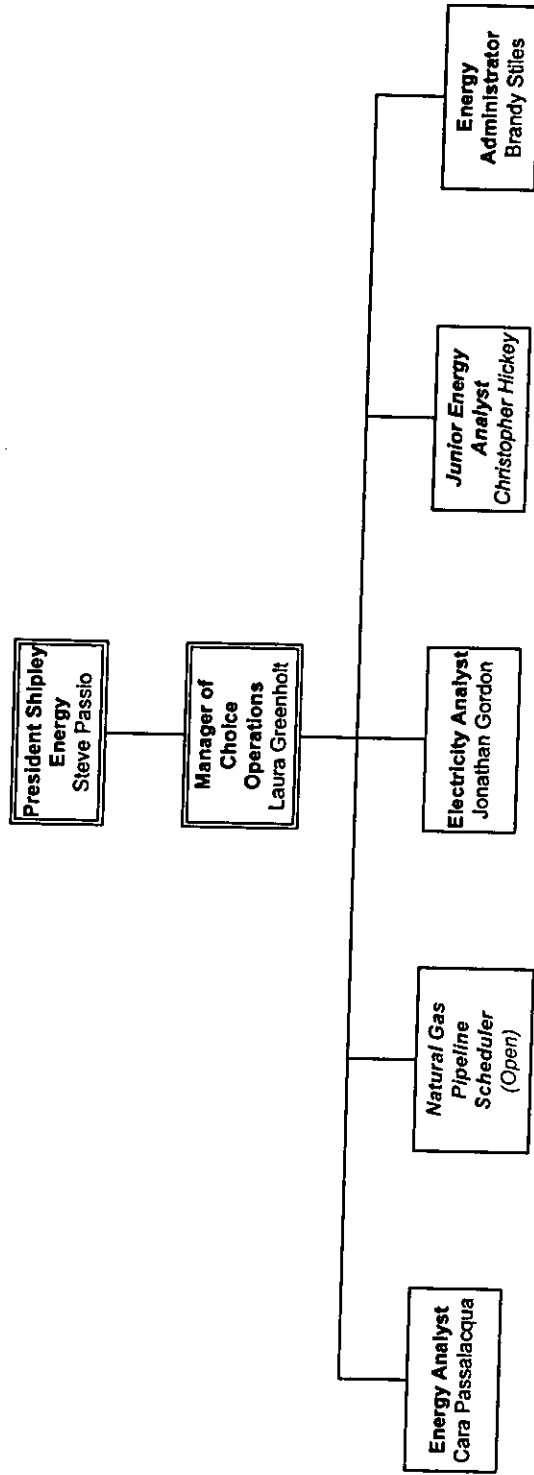 President Shipley
Energy
Steve Passio
Manager of
Choice
Operations
Laura Greenholt
Energy Analyst
Cara Passalacqua
Natural Gas
Pipeline
Scheduler
(Open)
Electricity Analyst
Jonathan Gordon
Junior Energy
Analyst
Christopher Hickey
Energy
Administrator
Brandy Stiles